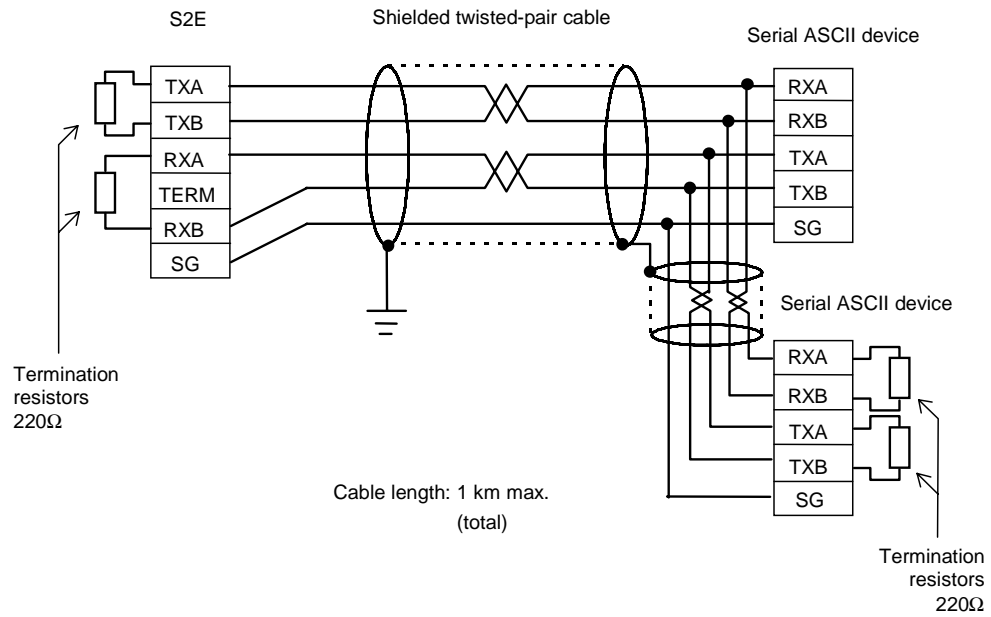 S2E
Shielded twisted-pair cable
Serial ASCII device
TXA
TXB
RXA
TERM
RXB
SG
RXA
RXB
TXA
TXB
SG
Serial ASCII device
RXA
RXB
TXA
TXB
SG
Termination
resistors
220Ω
Cable length: 1 km max.
(total)
Termination
resistors
220Ω